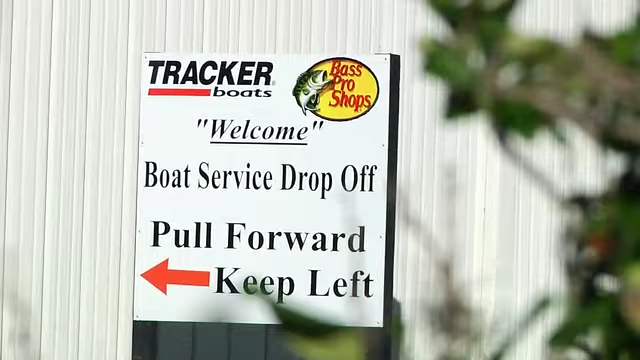 TRACKER
boats
Bass
Pro
Shops
"Welcome"
Boat Service Drop Off
Pull Forward
Keep Left